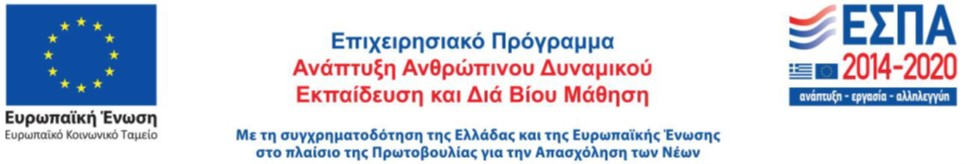 Ευρωπαϊκή Ένωση
Ευρωπαϊκό Κοινωνικό Ταμείο
Επιχειρησιακό Πρόγραμμα
Ανάπτυξη Ανθρώπινου Δυναμικού
Εκπαίδευση και Διά Βίου Μάθηση
Με τη συγχρηματοδότηση της Ελλάδας και της Ευρωπαϊκής Ένωσης
στο πλαίσιο της Πρωτοβουλίας για την Απασχόληση των Νέων
ΕΣΠΑ
2014-2020
ανάπτυξη - εργασία - αλληλεγγύη